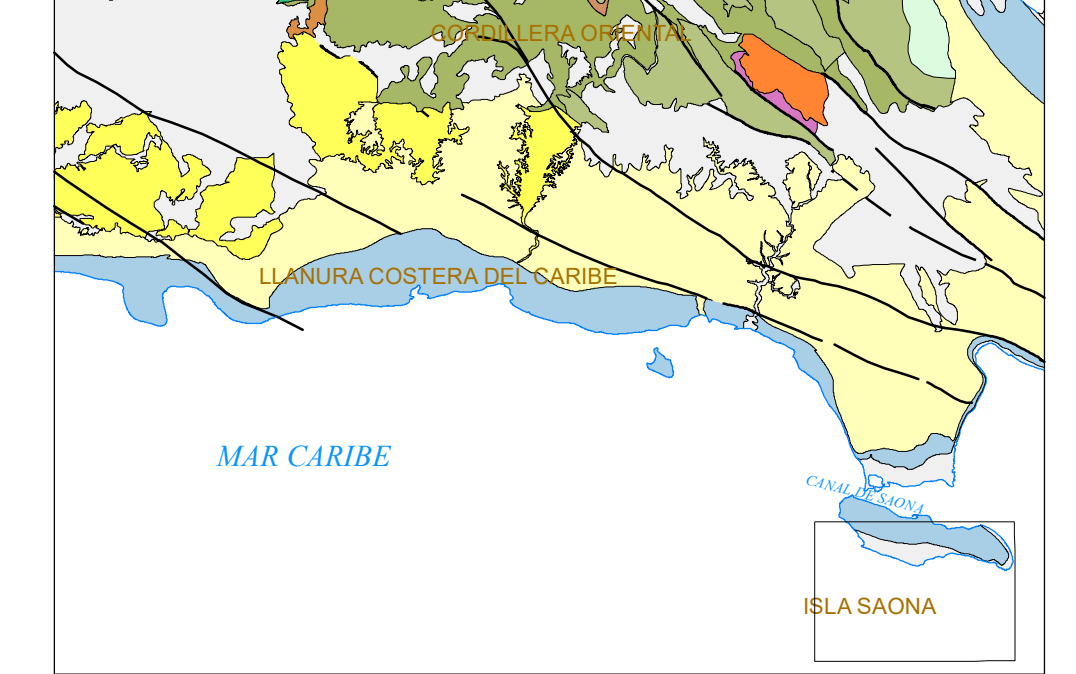 CORDILLERA ORIENTAL
LLANURA COSTERA DEL CARIBE
MAR CARIBE
CANAL DE SAONA
ISLA SAONA